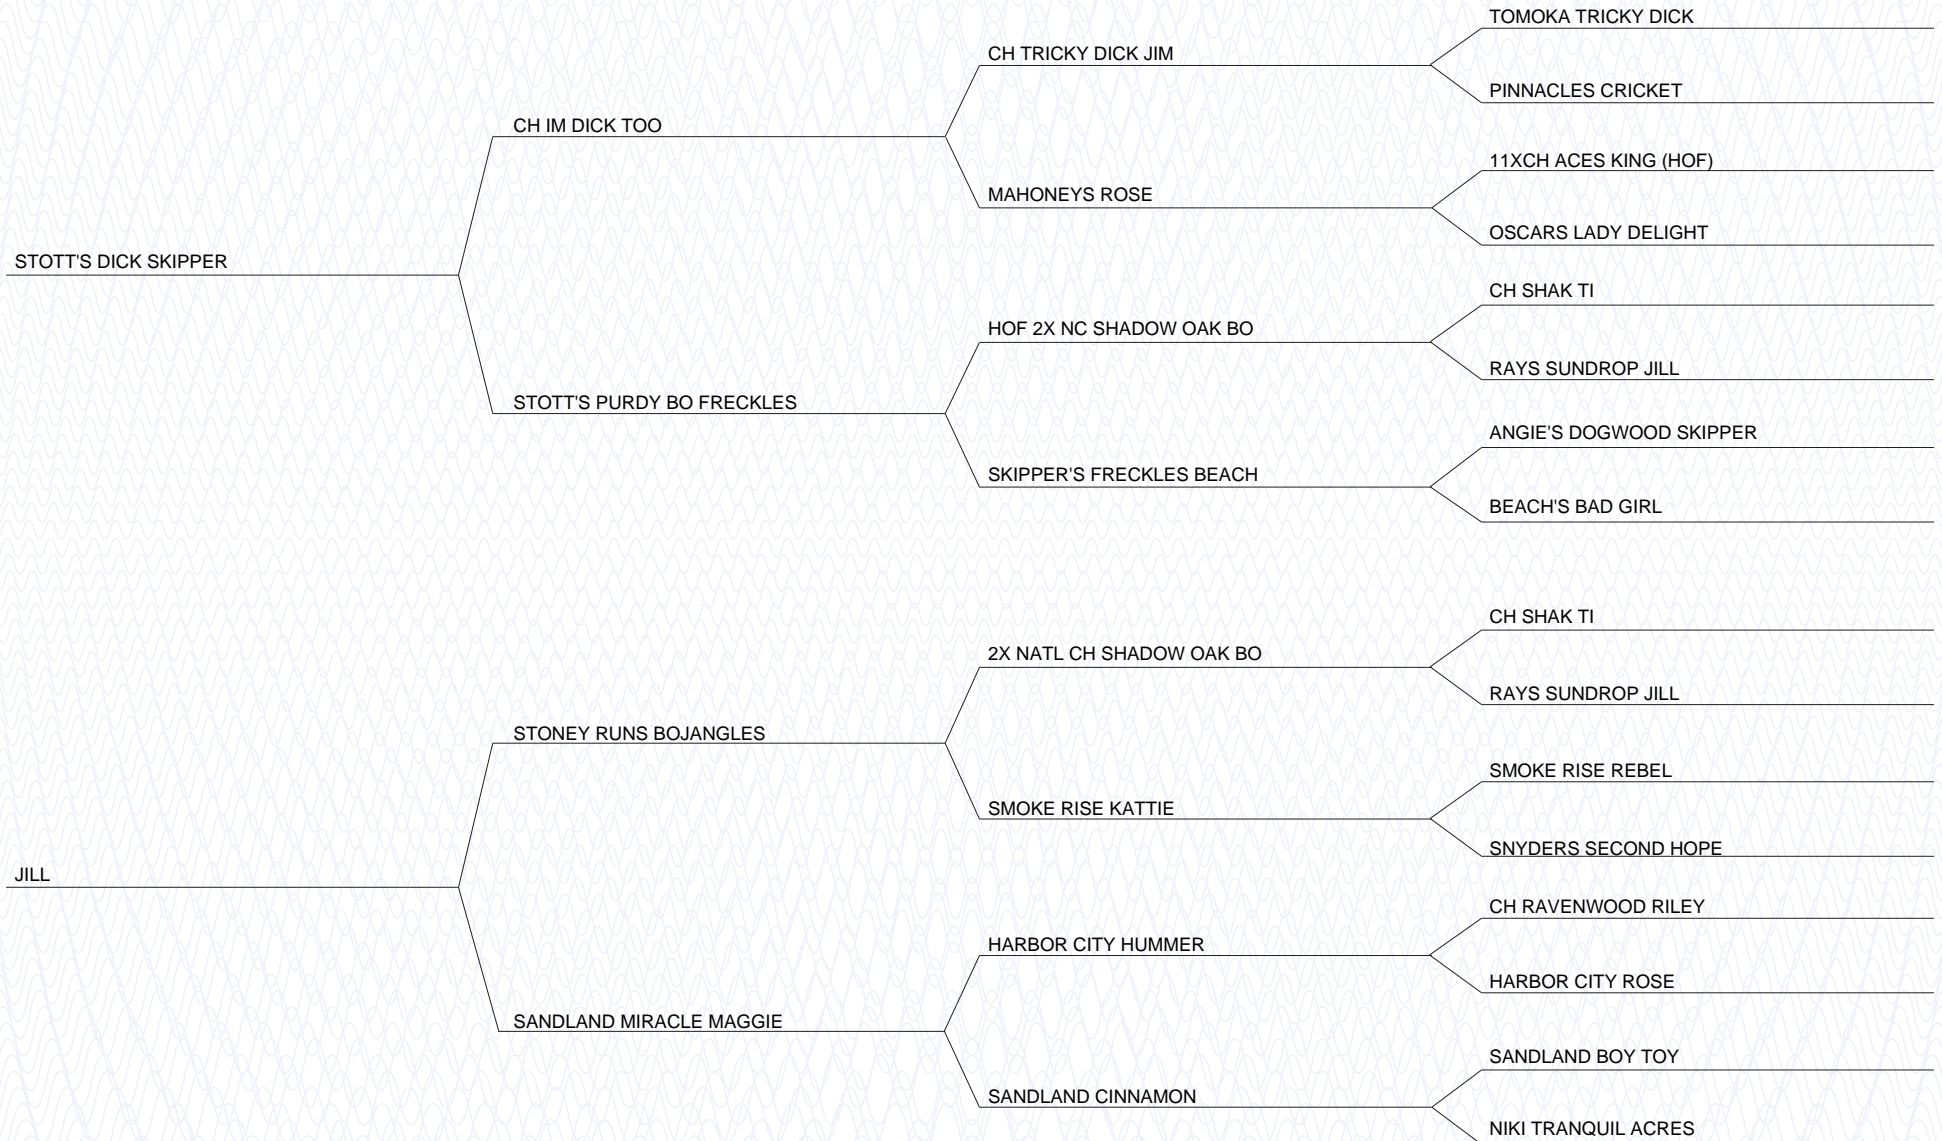 TOMOKA TRICKY DICK
CH TRICKY DICK JIM
PINNACLES CRICKET
CH IM DICK TOO
11XCH ACES KING (HOF)
MAHONEYS ROSE
OSCARS LADY DELIGHT
STOTT'S DICK SKIPPER
CH SHAK TI
HOF 2X NC SHADOW OAK BO
RAYS SUNDROP JILL
STOTT'S PURDY BO FRECKLES
ANGIE'S DOGWOOD SKIPPER
SKIPPER'S FRECKLES BEACH
BEACH'S BAD GIRL
CH SHAK TI
2X NATL CH SHADOW OAK BO
RAYS SUNDROP JILL
STONEY RUNS BOJANGLES
SMOKE RISE REBEL
SMOKE RISE KATTIE
SNYDERS SECOND HOPE
JILL
CH RAVENWOOD RILEY
HARBOR CITY HUMMER
HARBOR CITY ROSE
SANDLAND MIRACLE MAGGIE
SANDLAND BOY TOY
SANDLAND CINNAMON
NIKI TRANQUIL ACRES